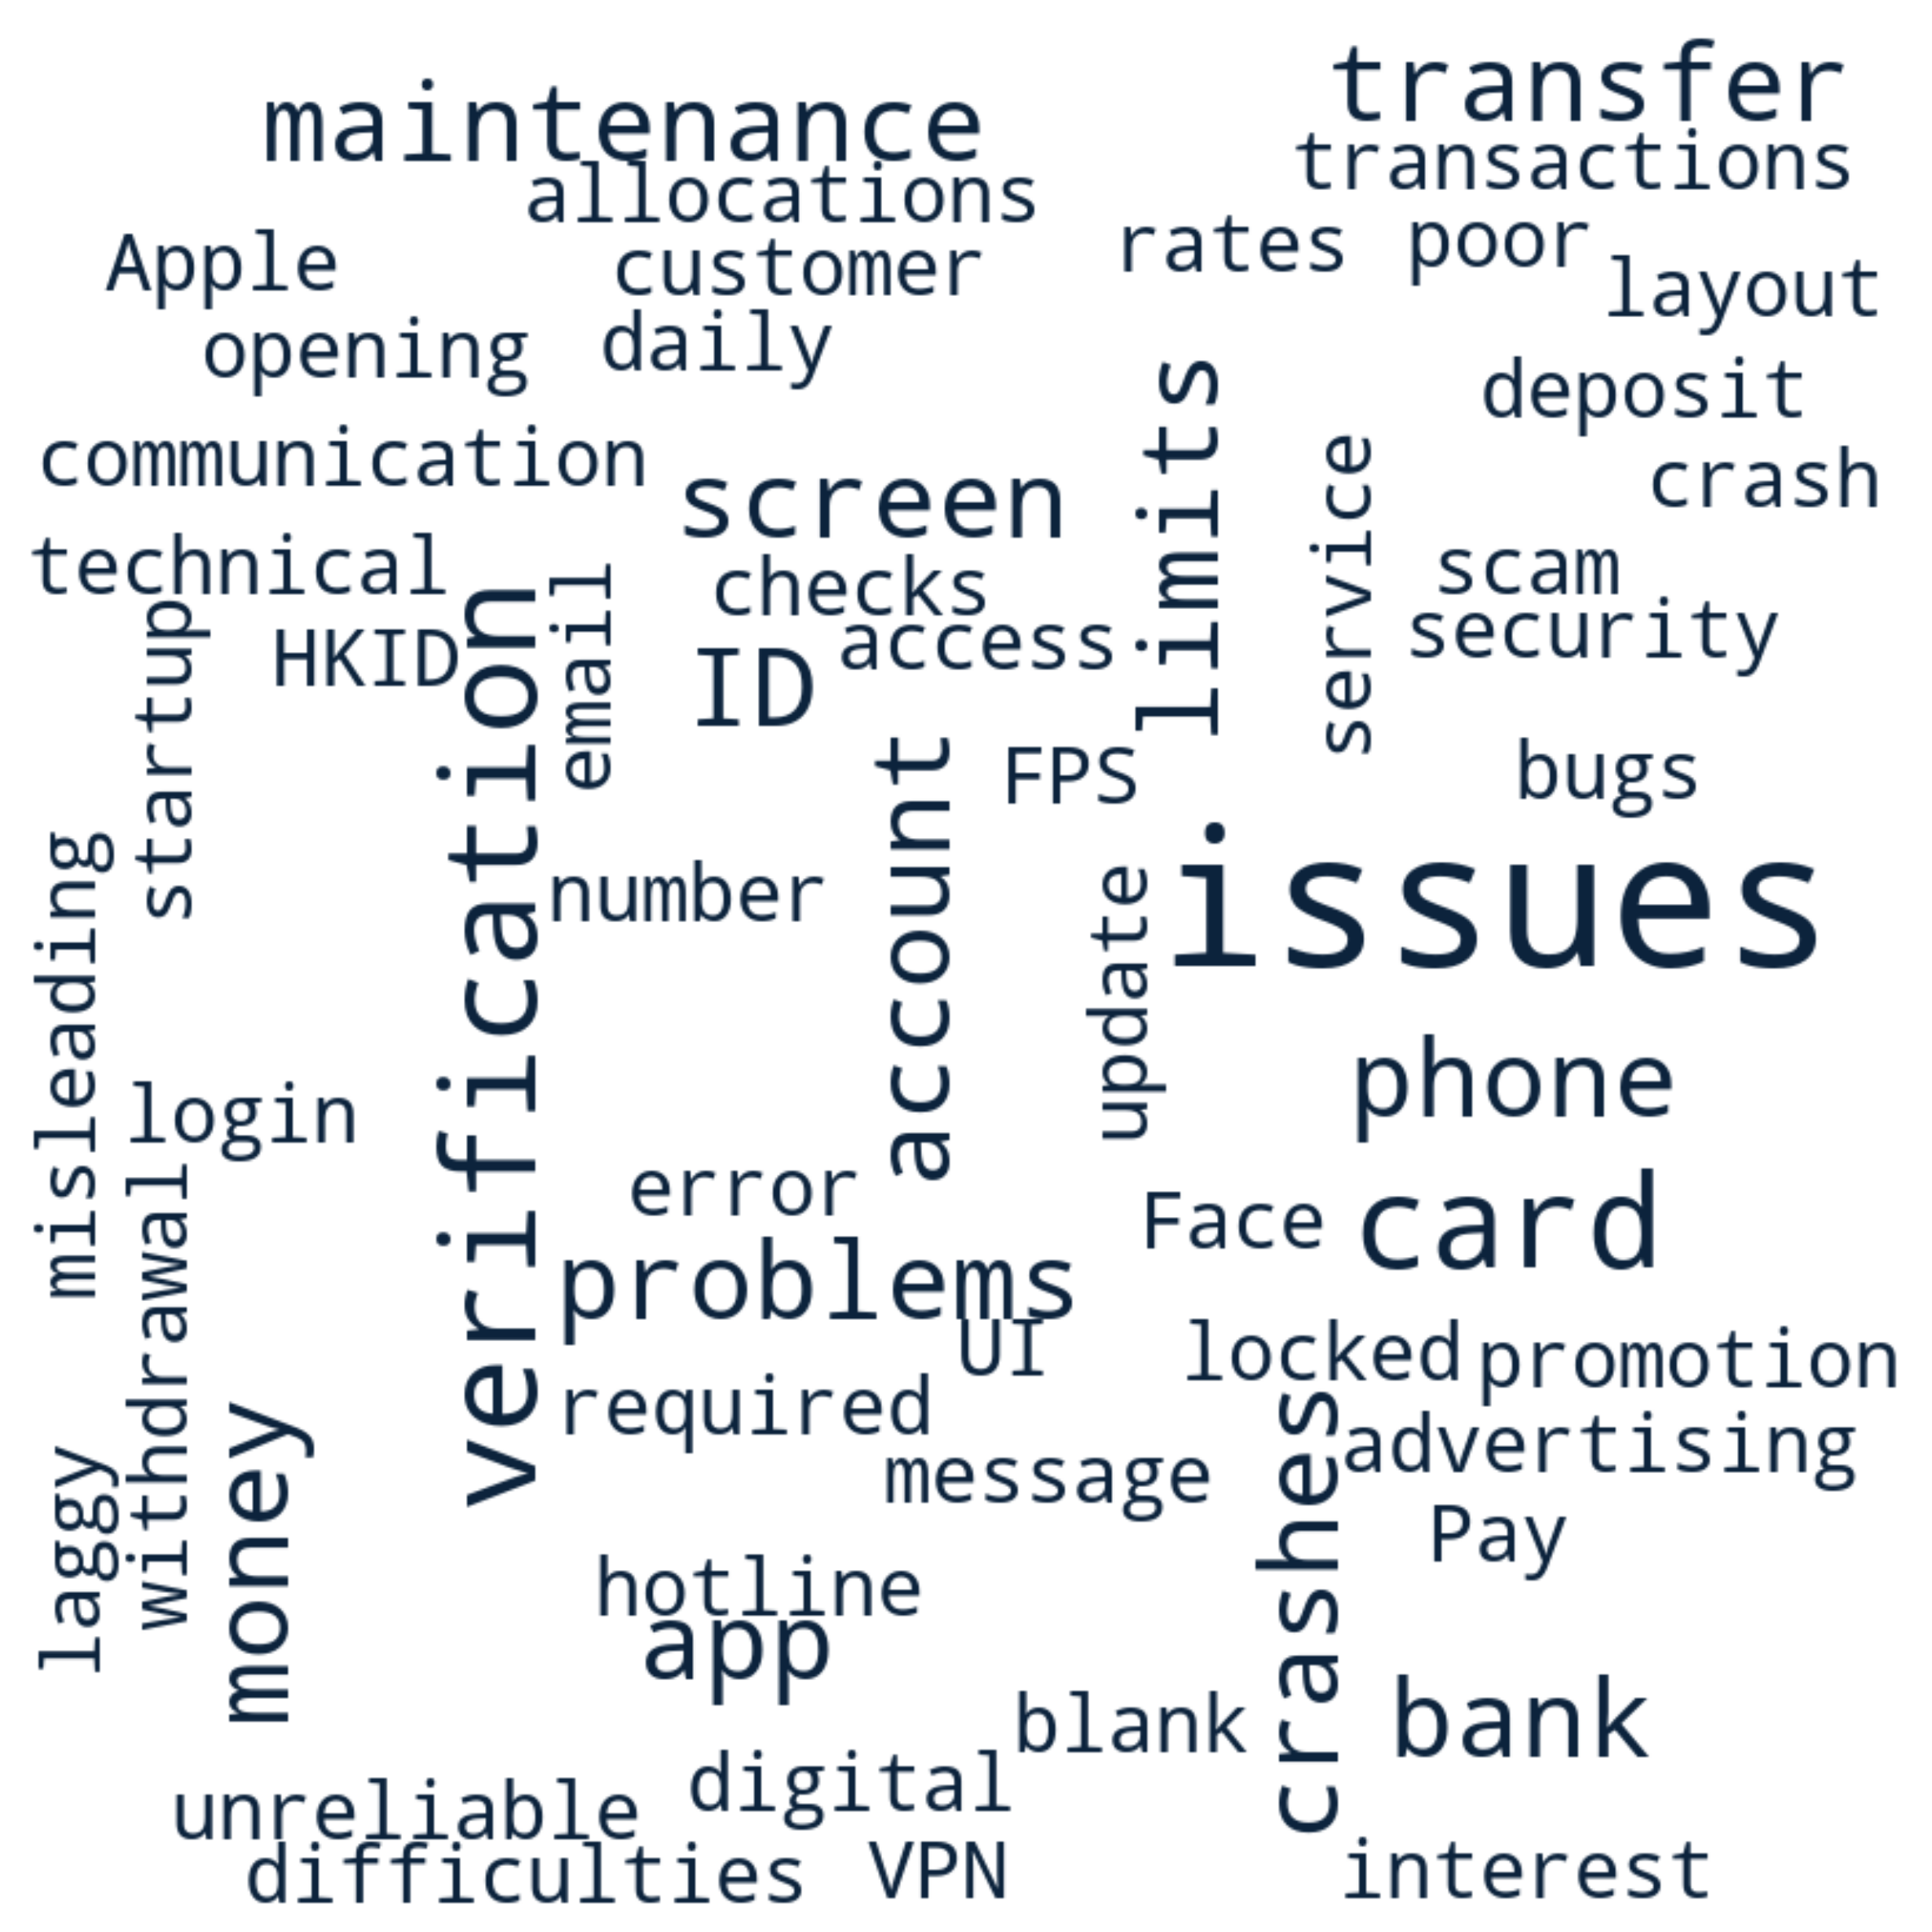 transfer
maintenance
transactions
allocations
Apple
customer
rates
poor
layout
opening
daily
deposit
communication
limits
service
crash
screen
technical
checks
scam
email
access
security
HKID
ID
startup
verification
FPS
bugs
account
issues
number
update
misleading
phone
login
error
Face
card
problems
withdrawal
UI
locked
promotion
required
crashes
advertising
message
money
laggy
Pay
hotline
app
blank
bank
digital
unreliable
interest
difficulties
VPN